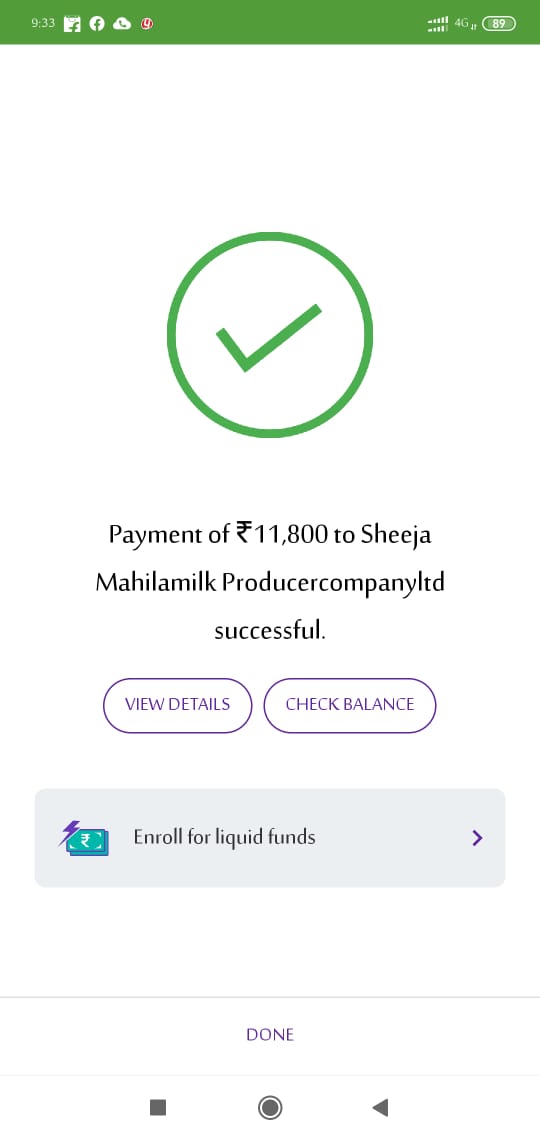 9:33 4G 89
Payment of ₹11,800 to Sheeja
Mahilamilk Producercompanyltd
successful.
VIEW DETAILS CHECK BALANCE
₹ Enroll for liquid funds
DONE